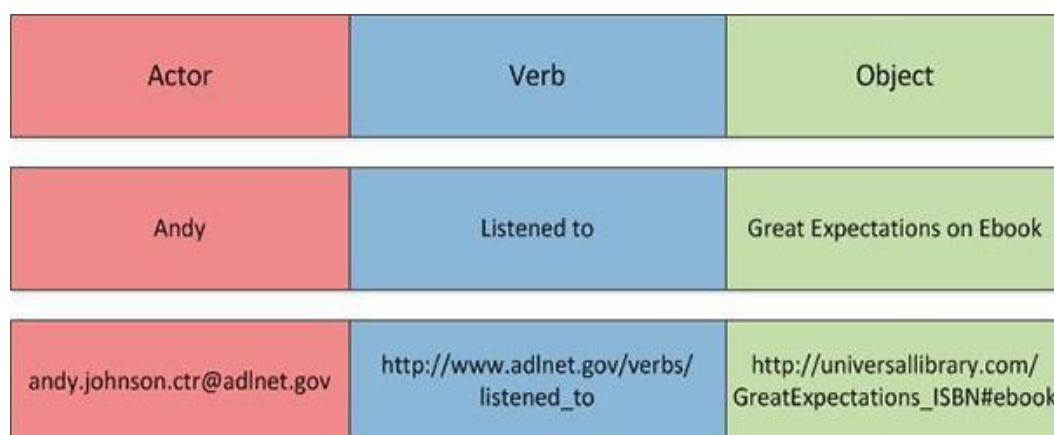 Actor
Verb
Object
Andy
Listened to
Great Expectations on Ebook
andy.johnson.ctr@adlnet.gov
http://www.adlnet.gov/verbs/
listened_to
http://universallibrary.com/
GreatExpectations_ISBN#ebook